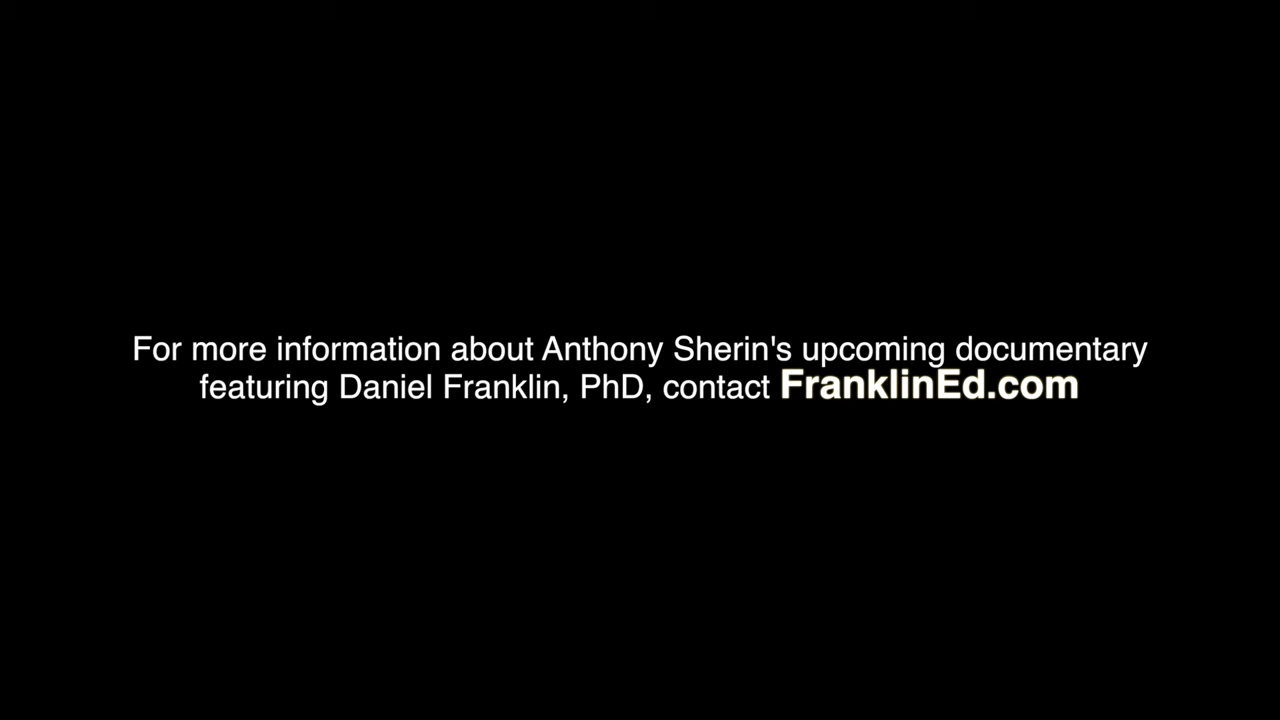 For more information about Anthony Sherin's upcoming documentary
featuring Daniel Franklin, PhD, contact FranklinEd.com